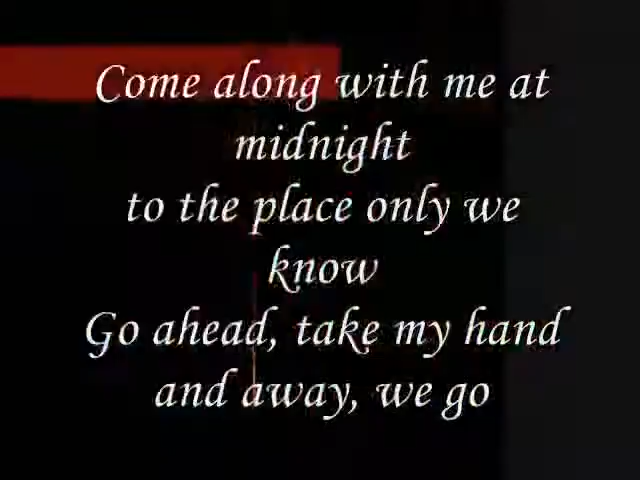 Come along with me at
midnight
to the place only we
know
Go ahead, take my hand
and away, we go